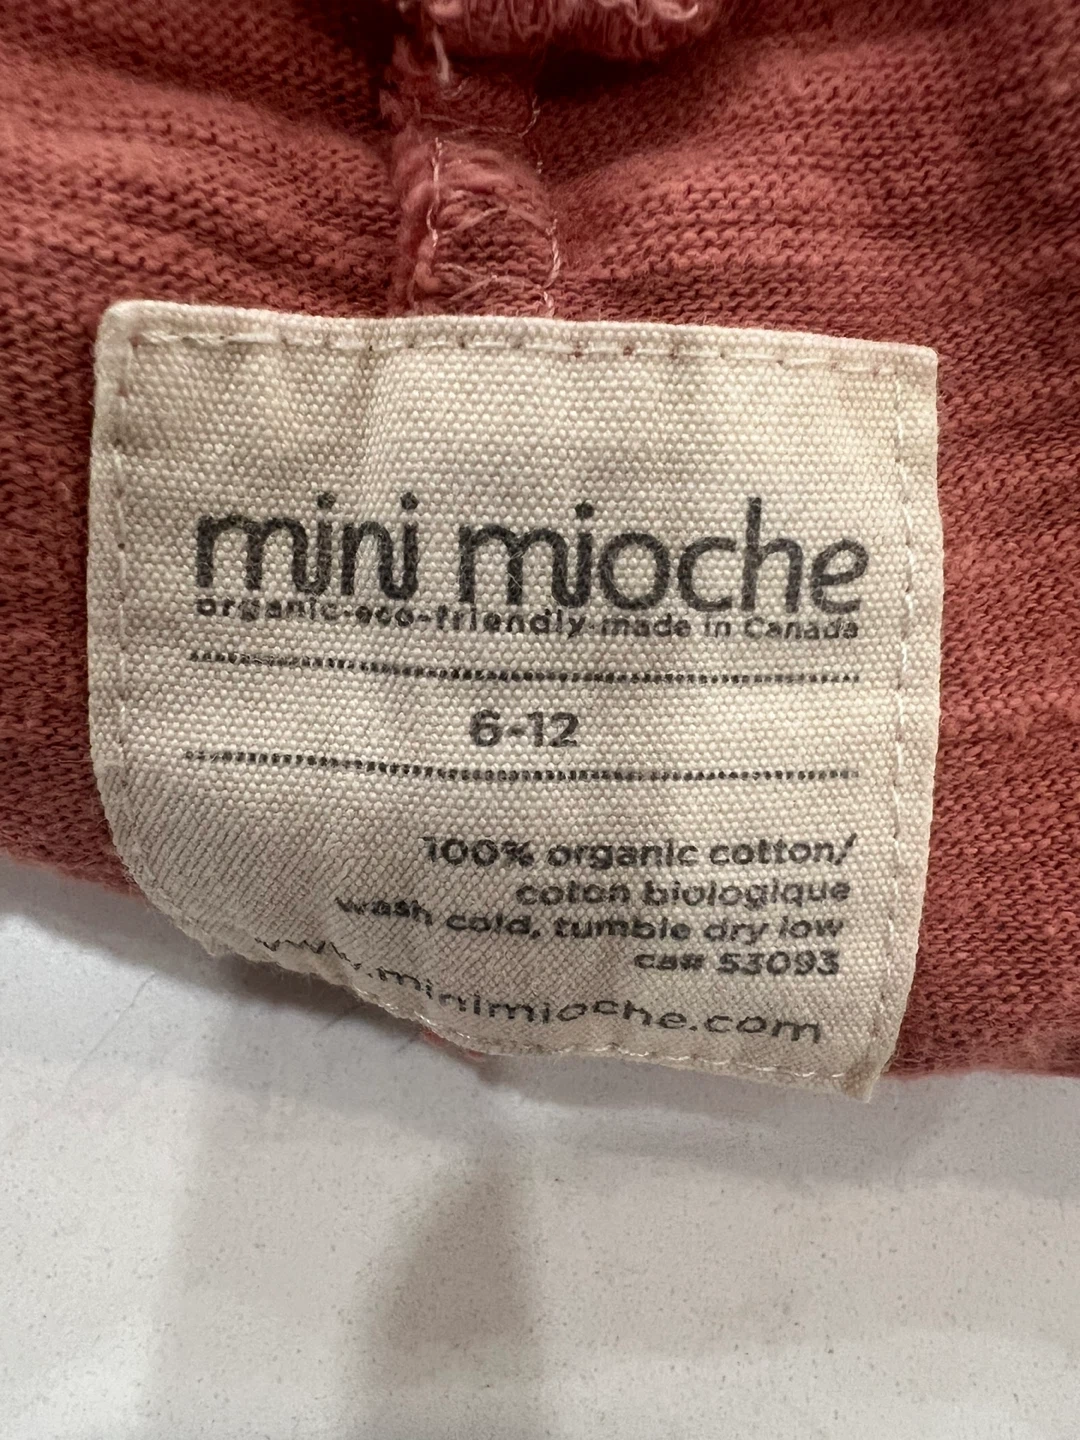 mini mioche
organic-eco-friendly-made in Canada
6-12
100% organic cotton/
coton biologique
wash cold, tumble dry low
ca# 53093
www.minimioche.com